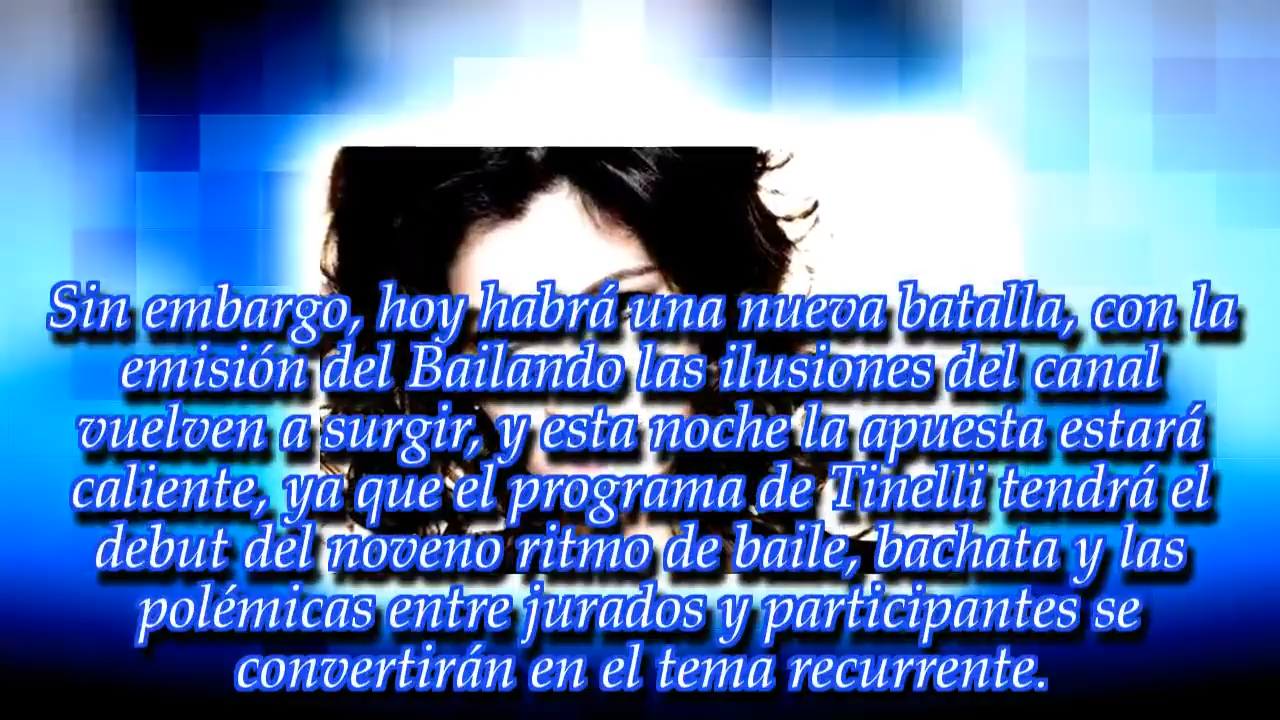 Sin embargo, hoy habrá una nueva batalla, con la
emisión del Bailando las ilusiones del canal
vuelven a surgir, y esta noche la apuesta estará
caliente, ya que el programa de Tinelli tendrá el
debut del noveno ritmo de baile, bachata y las
polémicas entre jurados y participantes se
convertirán en el tema recurrente.